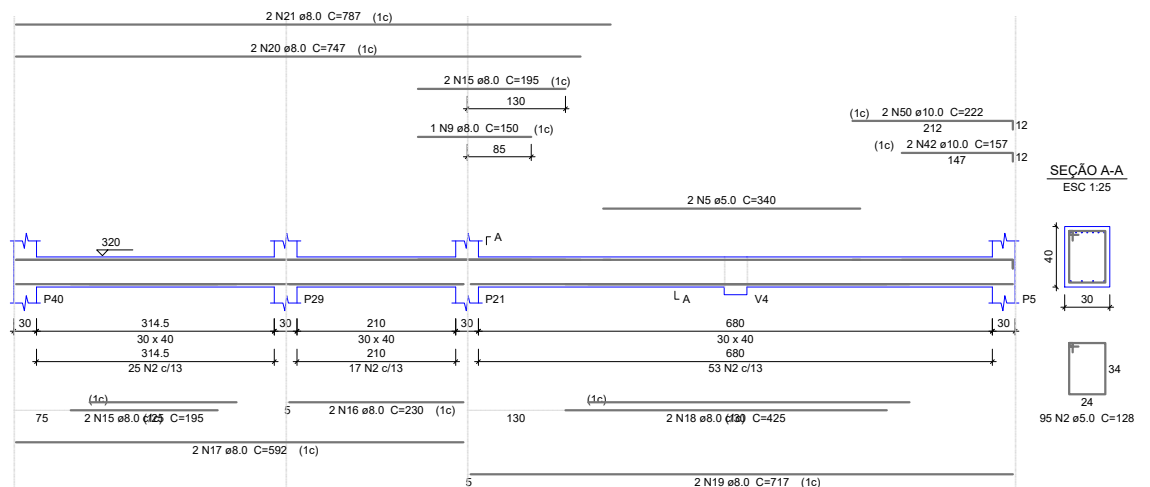 2 N21 ø8.0 C=787 (1c)
2 N20 ø8.0 C=747 (1c)
2 N15 ø8.0 C=195 (1c)
130
1 N9 ø8.0 C=150 (1c)
85
(1c) 2 N50 ø10.0 C=222
212
12
(1c) 2 N42 ø10.0 C=157
147
12
SEÇÃO A-A
ESC 1:25
2 N5 ø5.0 C=340
320
A
40
30
P40
P29
P21
A
V4
P5
30 314.5 30 210 30 680 30
30 x 40 30 x 40 30 x 40
314.5 210 680
25 N2 c/13 17 N2 c/13 53 N2 c/13
34
24
95 N2 ø5.0 C=128
(1c) (1c)
75 2 N15 ø8.0 C=195
5 2 N16 ø8.0 C=230 (1c)
130 2 N18 ø8.0 C=425
2 N17 ø8.0 C=592 (1c)
5 2 N19 ø8.0 C=717 (1c)